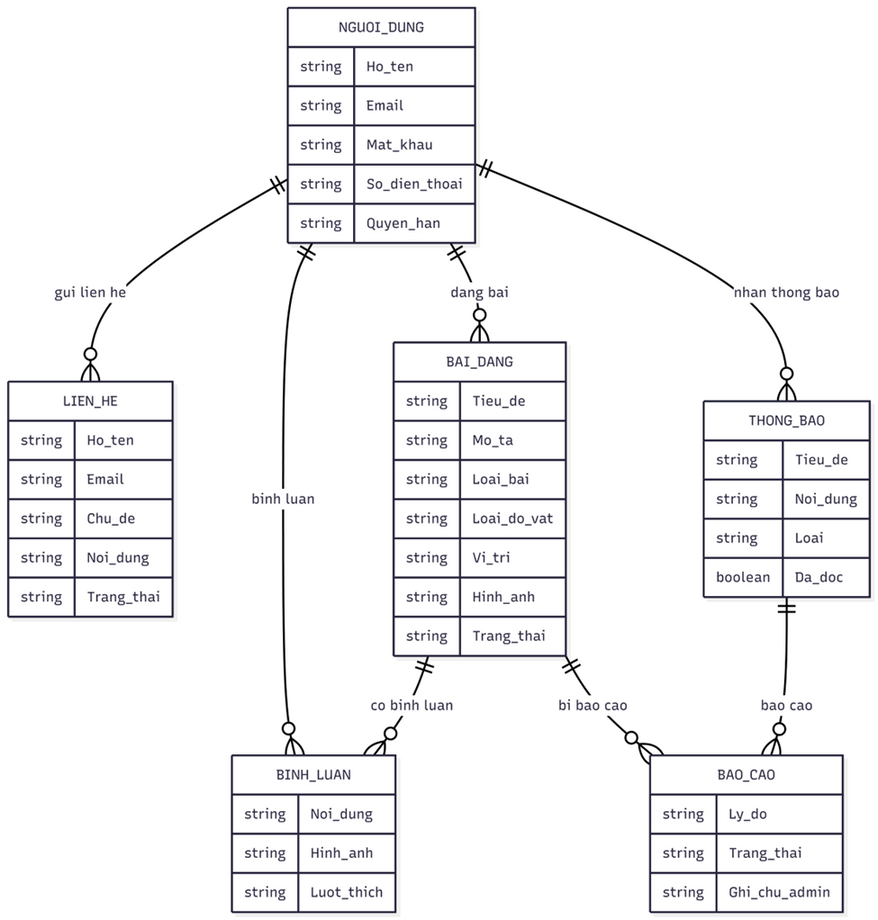 NGUOI_DUNG
string Ho_ten
string Email
string Mat_khau
string So_dien_thoai
string Quyen_han
gui lien he
dang bai
nhan thong bao
LIEN_HE
string Ho_ten
string Email
string Chu_de
string Noi_dung
string Trang_thai
binh luan
BAI_DANG
string Tieu_de
string Mo_ta
string Loai_bai
string Loai_do_vat
string Vi_tri
string Hinh_anh
string Trang_thai
THONG_BAO
string Tieu_de
string Noi_dung
string Loai
boolean Da_doc
co binh luan
bi bao cao
bao cao
BINH_LUAN
string Noi_dung
string Hinh_anh
string Luot_thich
BAO_CAO
string Ly_do
string Trang_thai
string Ghi_chu_admin